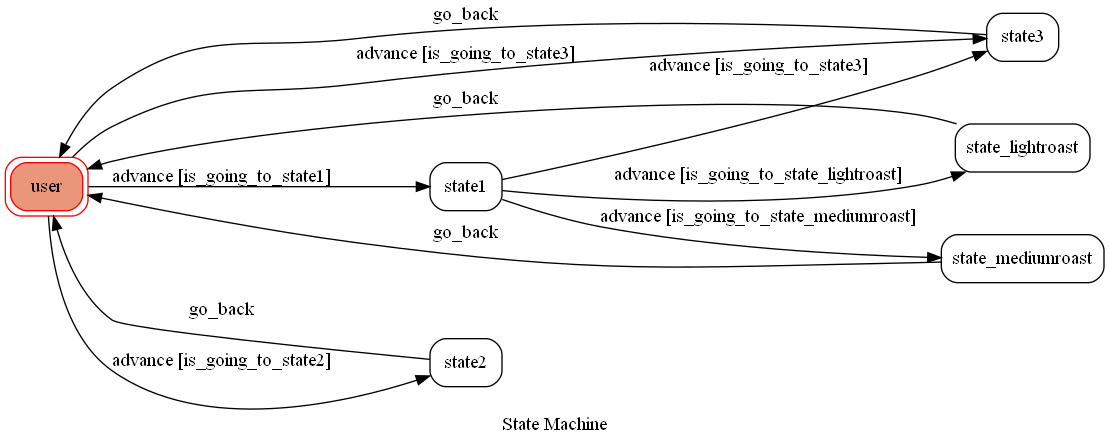 go_back
state3
advance [is_going_to_state3]
advance [is_going_to_state3]
go_back
state_lightroast
advance [is_going_to_state1]
user
state1
advance [is_going_to_state_lightroast]
advance [is_going_to_state_mediumroast]
go_back
state_mediumroast
go_back
advance [is_going_to_state2]
state2
State Machine